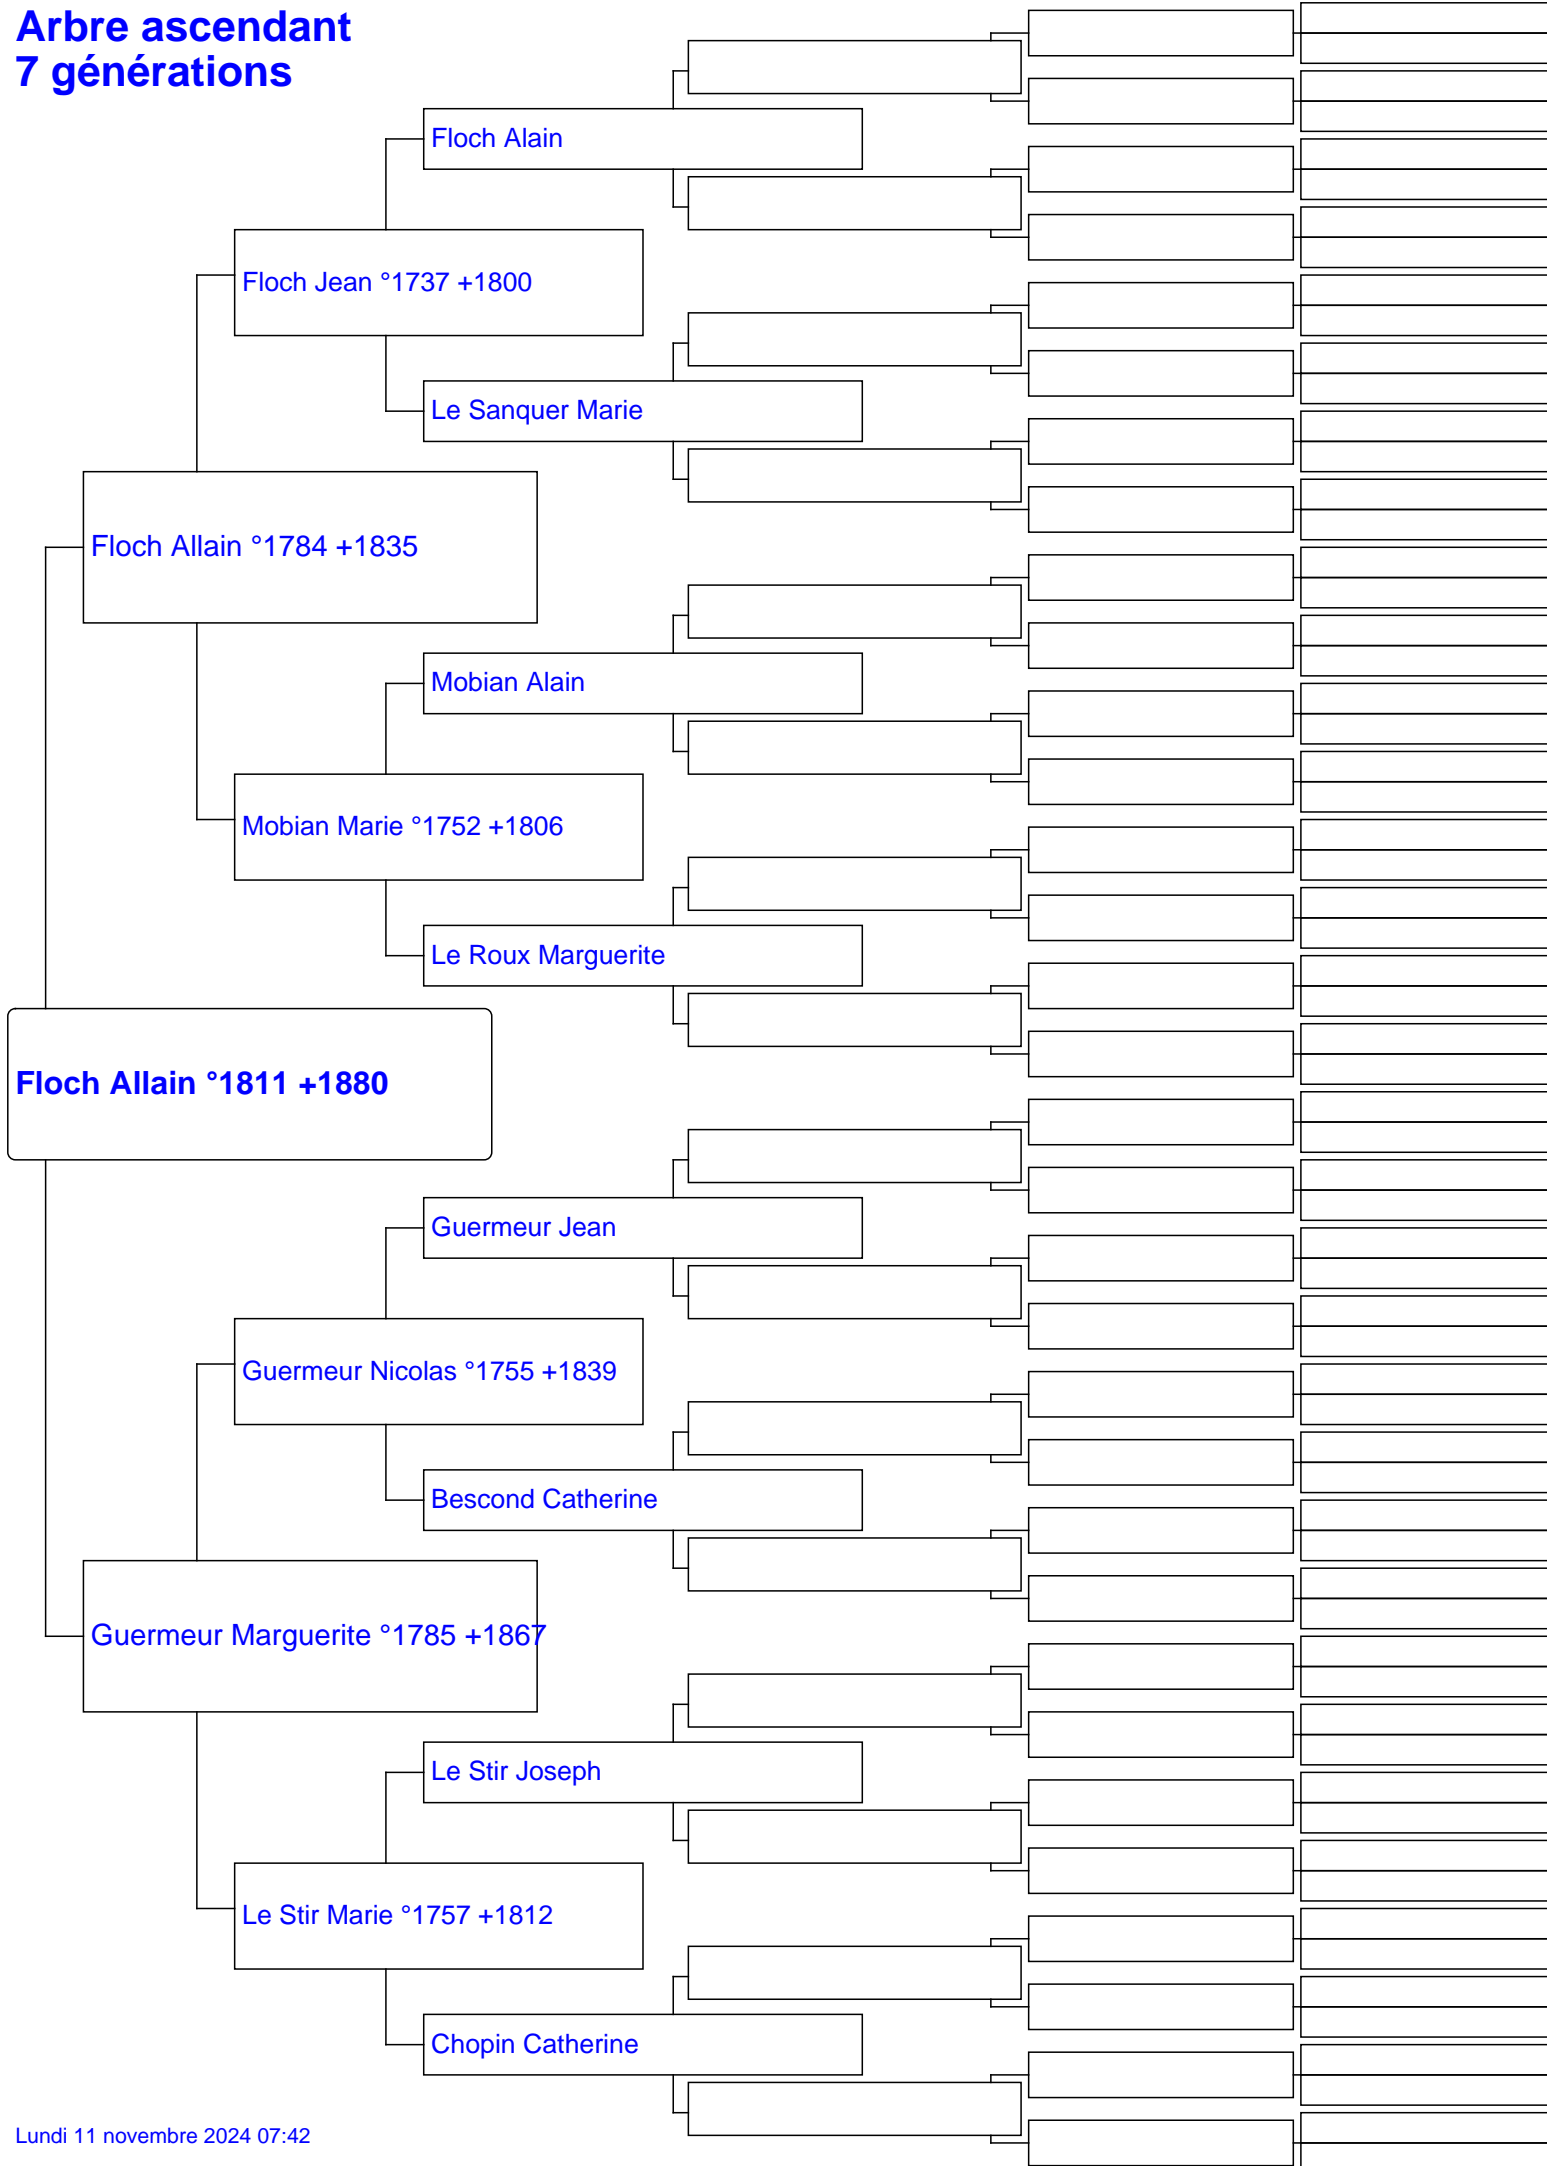 Arbre ascendant
7 générations
Floch Alain
Floch Jean °1737 +1800
Le Sanquer Marie
Floch Allain °1784 +1835
Mobian Alain
Mobian Marie °1752 +1806
Le Roux Marguerite
Floch Allain °1811 +1880
Guermeur Jean
Guermeur Nicolas °1755 +1839
Bescond Catherine
Guermeur Marguerite °1785 +1867
Le Stir Joseph
Le Stir Marie °1757 +1812
Chopin Catherine
Lundi 11 novembre 2024 07:42